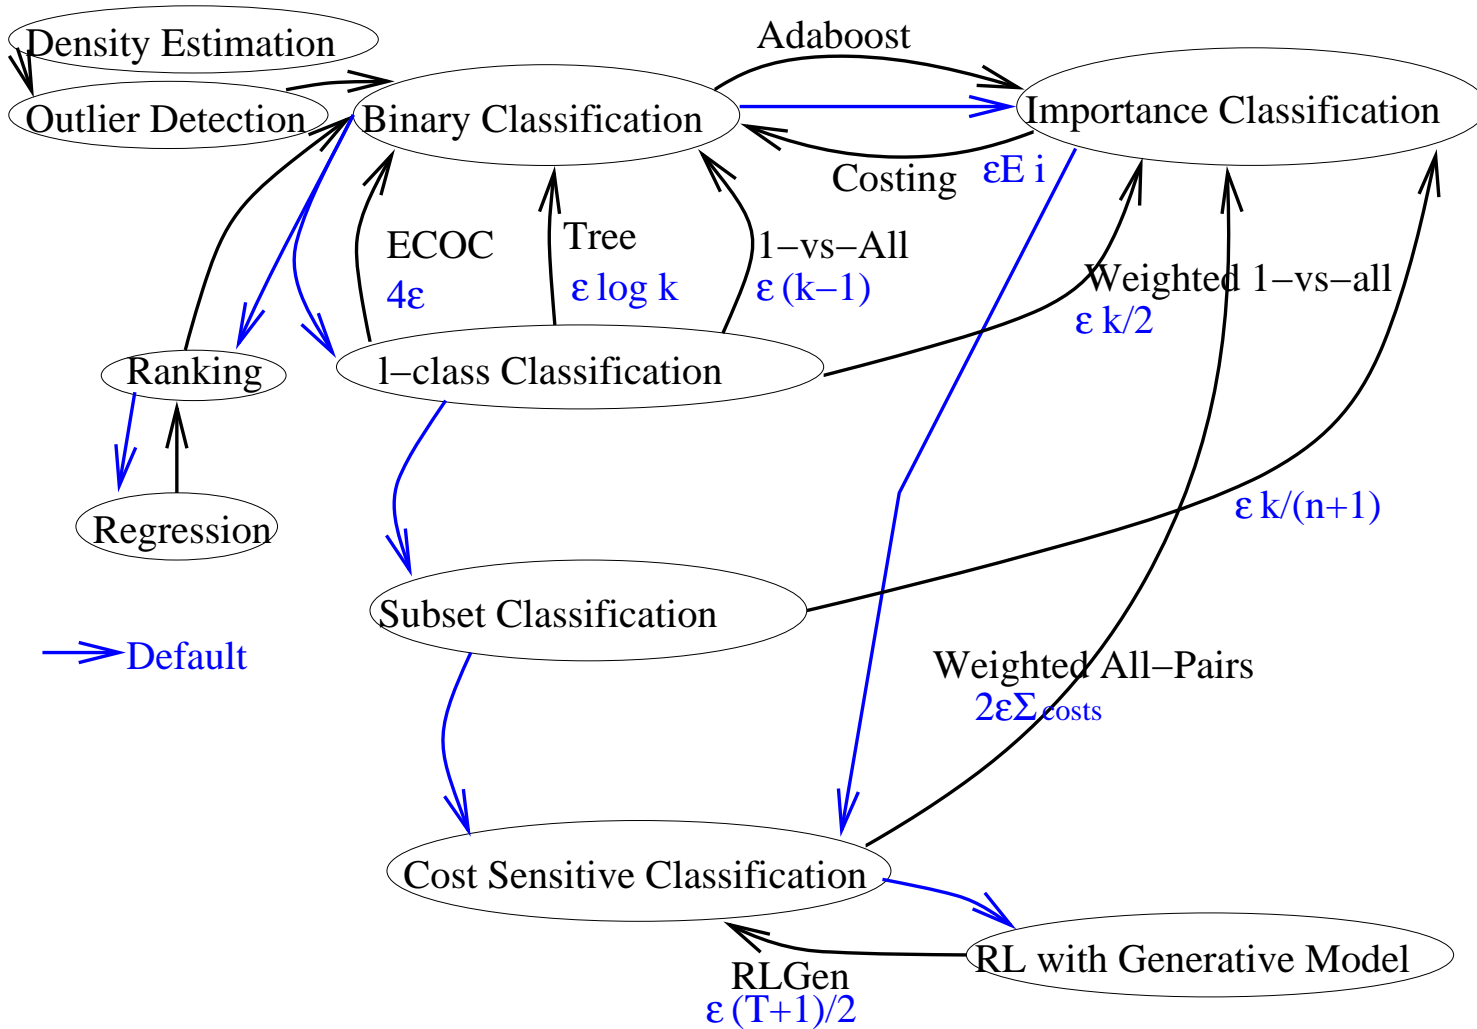 Density Estimation
Adaboost
Outlier Detection
Binary Classification
Importance Classification
Costing
εE i
ECOC
4ε
Tree
ε log k
1−vs−All
ε (k−1)
Weighted 1−vs−all
ε k/2
Ranking
l−class Classification
Regression
ε k/(n+1)
Subset Classification
Default
Weighted All−Pairs
2εΣ costs
Cost Sensitive Classification
RL with Generative Model
RLGen
ε (T+1)/2